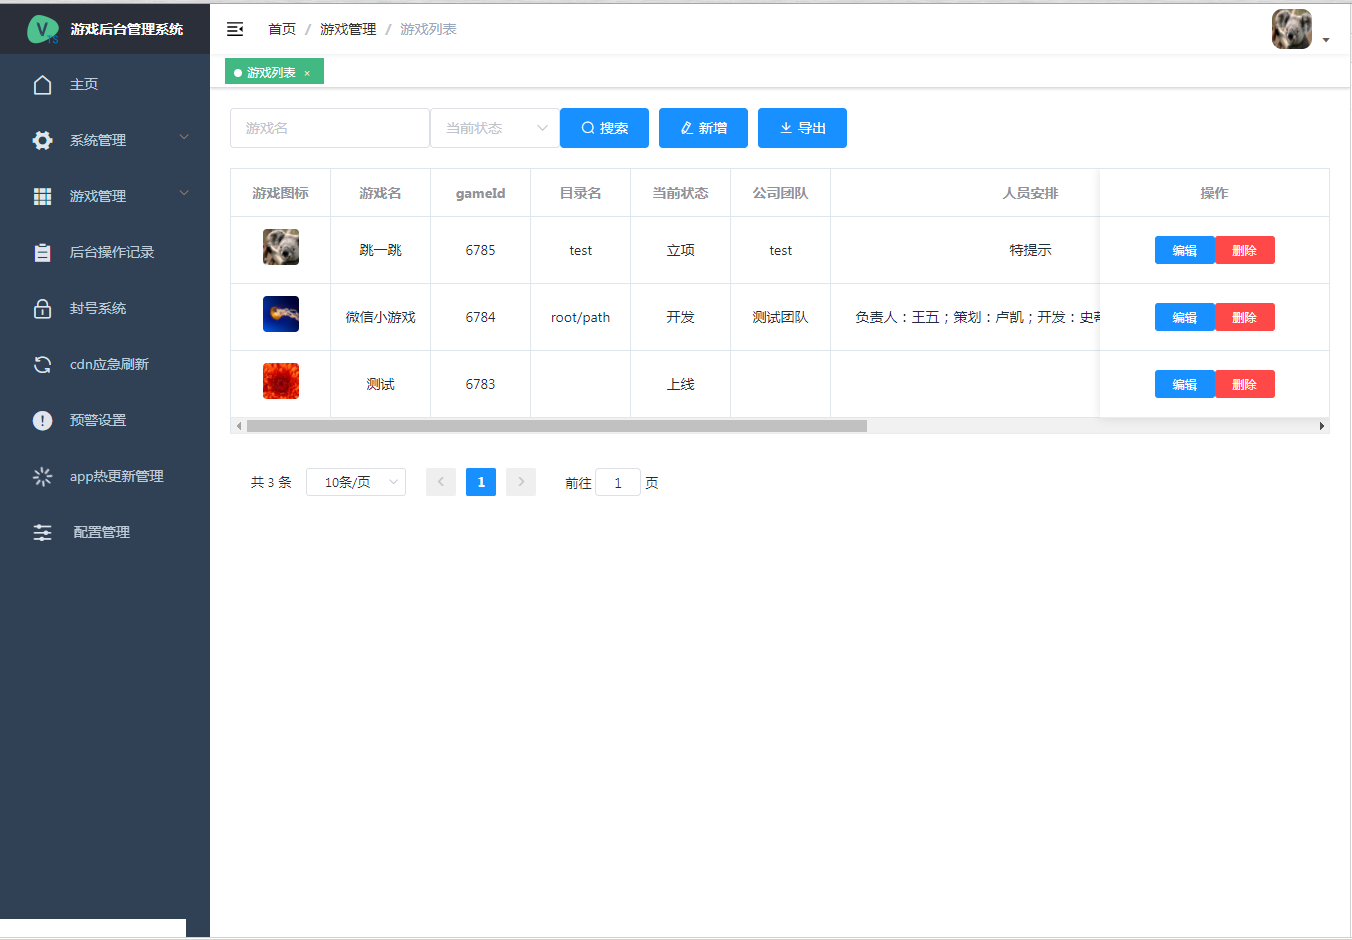 游戏后台管理系统
首页 / 游戏管理 / 游戏列表
游戏列表 ×
主页
系统管理
游戏管理
后台操作记录
封号系统
cdn应急刷新
预警设置
app热更新管理
配置管理
游戏名 当前状态 搜索 新增 导出
游戏图标 游戏名 gameId 目录名 当前状态 公司团队 人员安排 操作
跳一跳 6785 test 立项 test 特提示 编辑 删除
微信小游戏 6784 root/path 开发 测试团队 负责人：王五；策划：卢凯；开发：史 编辑 删除
测试 6783 上线 编辑 删除
共 3 条 10条/页 1 前往 1 页